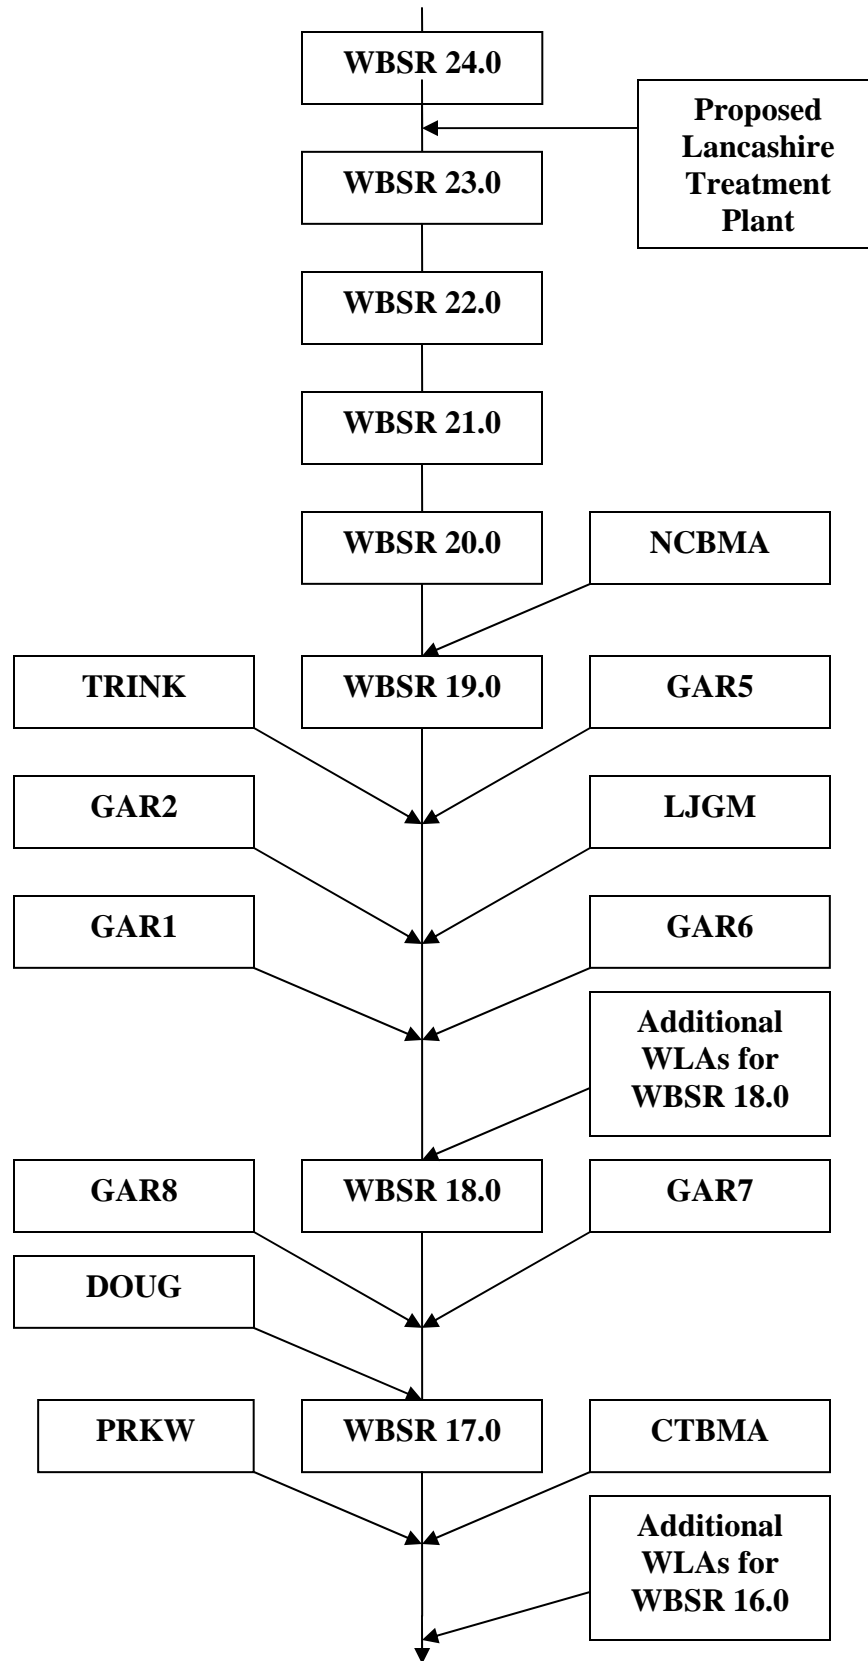 WBSR 24.0
Proposed
Lancashire
Treatment
Plant
WBSR 23.0
WBSR 22.0
WBSR 21.0
WBSR 20.0
NCBMA
TRINK
WBSR 19.0
GAR5
GAR2
LJGM
GAR1
GAR6
Additional
WLAs for
WBSR 18.0
GAR8
WBSR 18.0
GAR7
DOUG
PRKW
WBSR 17.0
CTBMA
Additional
WLAs for
WBSR 16.0